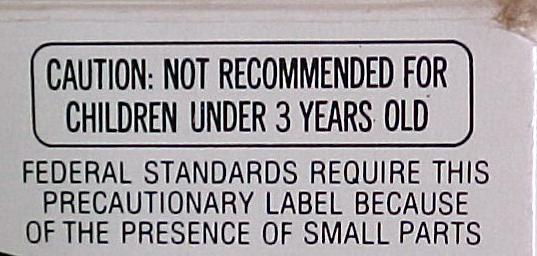 CAUTION: NOT RECOMMENDED FOR
CHILDREN UNDER 3 YEARS OLD
FEDERAL STANDARDS REQUIRE THIS
PRECAUTIONARY LABEL BECAUSE
OF THE PRESENCE OF SMALL PARTS